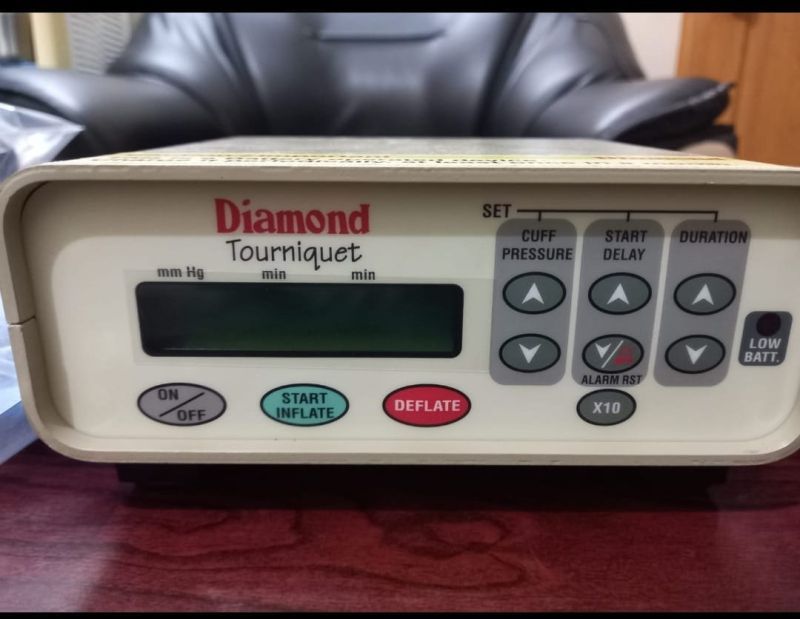 Diamond
Tourniquet
mm Hg min min
SET
CUFF PRESSURE
START DELAY
DURATION
ALARM RST
X10
LOW BATT.
ON/OFF
START INFLATE
DEFLATE